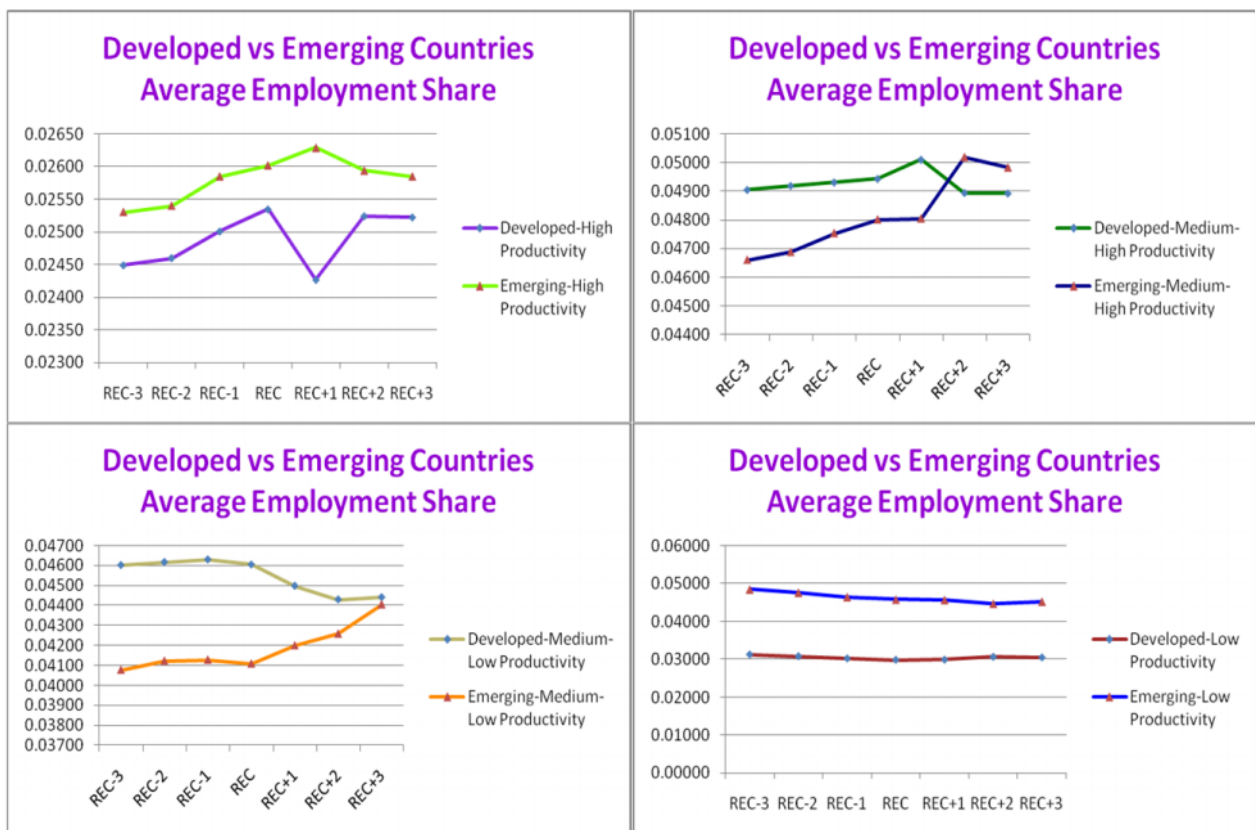 Developed vs Emerging Countries
Average Employment Share
0.02650
0.02600
0.02550
0.02500
0.02450
0.02400
0.02350
0.02300
REC-3 REC-2 REC-1 REC REC+1 REC+2 REC+3
Developed-High
Productivity
Emerging-High
Productivity
Developed vs Emerging Countries
Average Employment Share
0.05100
0.05000
0.04900
0.04800
0.04700
0.04600
0.04500
0.04400
REC-3 REC-2 REC-1 REC REC+1 REC+2 REC+3
Developed-Medium-
High Productivity
Emerging-Medium-
High Productivity
Developed vs Emerging Countries
Average Employment Share
0.04700
0.04600
0.04500
0.04400
0.04300
0.04200
0.04100
0.04000
0.03900
0.03800
0.03700
REC-3 REC-2 REC-1 REC REC+1 REC+2 REC+3
Developed-Medium-
Low Productivity
Emerging-Medium-
Low Productivity
Developed vs Emerging Countries
Average Employment Share
0.06000
0.05000
0.04000
0.03000
0.02000
0.01000
0.00000
REC-3 REC-2 REC-1 REC REC+1 REC+2 REC+3
Developed-Low
Productivity
Emerging-Low
Productivity